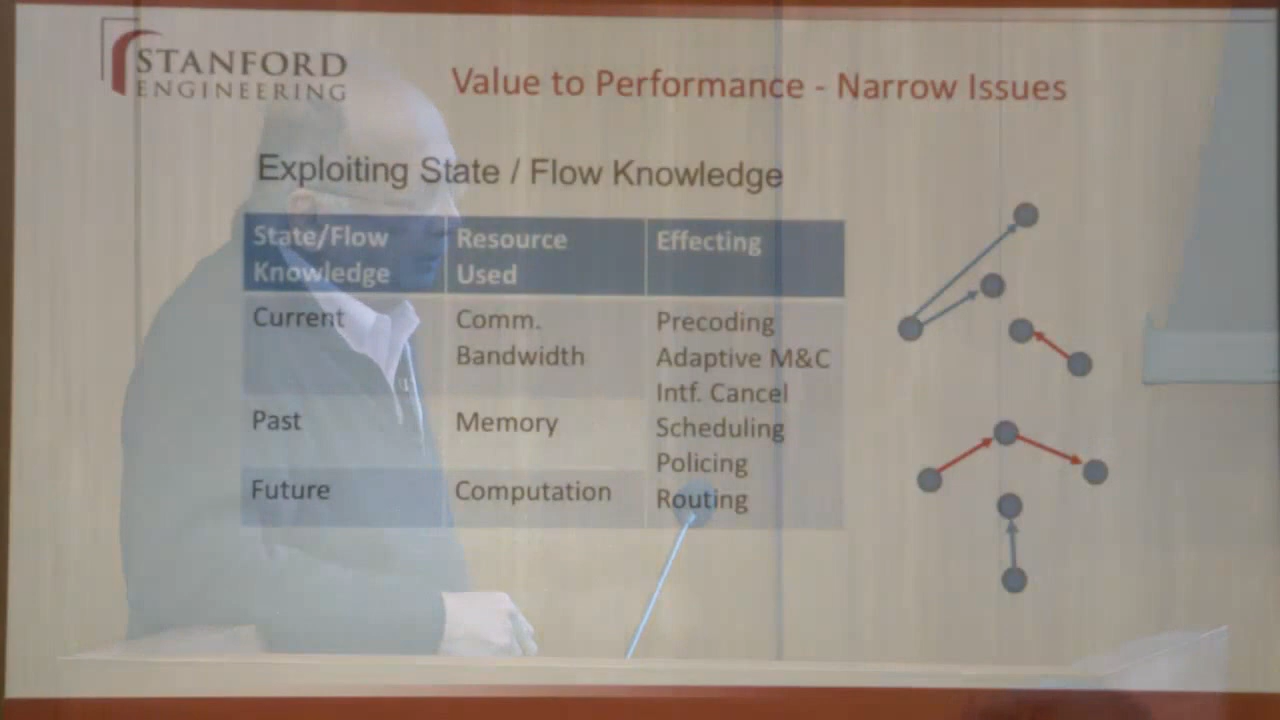 STANFORD
ENGINEERING
Value to Performance - Narrow Issues
Exploiting State / Flow Knowledge
State/Flow Knowledge
Resource Used
Effecting
Current
Comm. Bandwidth
Precoding
Adaptive M&C
Intf. Cancel
Past
Memory
Scheduling
Policing
Future
Computation
Routing